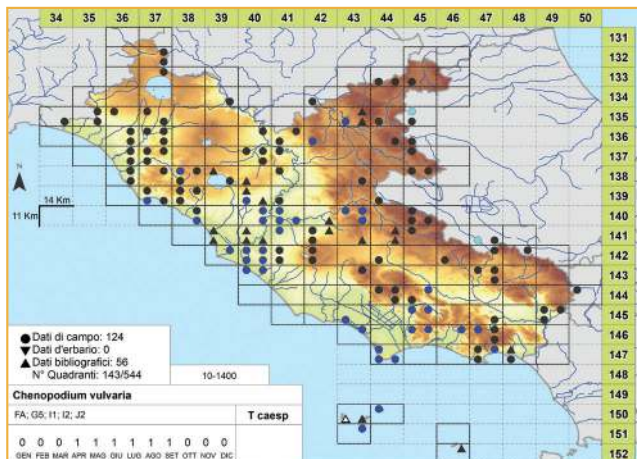 34 35 36 37 38 39 40 41 42 43 44 45 46 47 48 49 50
131
132
133
134
135
136
137
138
139
140
141
142
143
144
145
146
147
148
149
150
151
152
N
14 Km
11 Km
Dati di campo: 124
Dati d'erbario: 0
Dati bibliografici: 56
N° Quadranti: 143/544
10-1400
Chenopodium vulvaria
FA; G5; I1; I2; J2
T caesp
0 0 0 1 1 1 1 1 1 0 0 0
GEN FEB MAR APR MAG GIU LUG AGO SET OTT NOV DIC